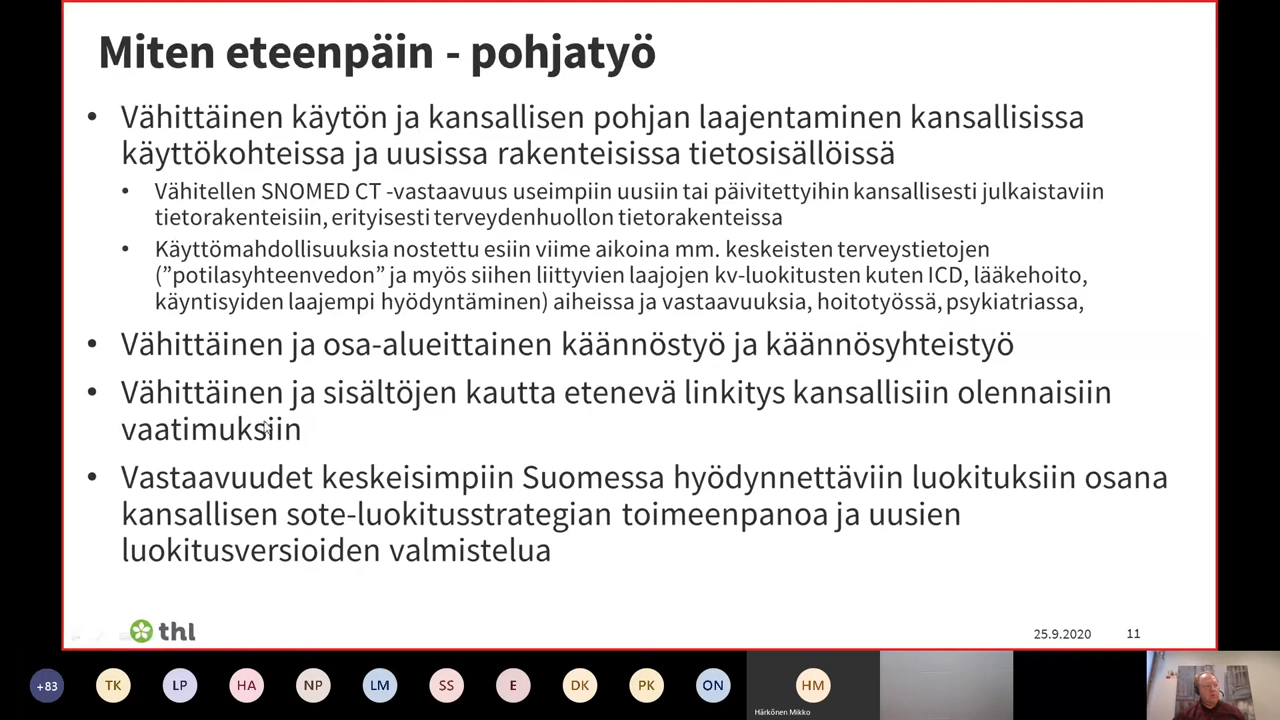 Miten eteenpäin - pohjatyö
• Vähittäinen käytön ja kansallisen pohjan laajentaminen kansallisissa
käyttökohteissa ja uusissa rakenteisissa tietosisällöissä
• Vähitellen SNOMED CT -vastaavuus useimpiin uusiin tai päivitettyihin kansallisesti julkaistaviin
tietorakenteisiin, erityisesti terveydenhuollon tietorakenteissa
• Käyttömahdollisuuksia nostettu esiin viime aikoina mm. keskeisten terveystietojen
(”potilasyhteenvedon” ja myös siihen liittyvien laajojen kv-luokitusten kuten ICD, lääkehoito,
käyntisyiden laajempi hyödyntäminen) aiheissa ja vastaavuuksia, hoitotyössä, psykiatriassa,
• Vähittäinen ja osa-alueittainen käännöstyö ja käännösyhteistyö
• Vähittäinen ja sisältöjen kautta etenevä linkitys kansallisiin olennaisiin
vaatimuksiin
• Vastaavuudet keskeisimpiin Suomessa hyödynnettäviin luokituksiin osana
kansallisen sote-luokitusstrategian toimeenpanoa ja uusien
luokitusversioiden valmistelua
thl
25.9.2020 11
+83 TK LP HA NP LM SS E DK PK ON HM
Härkönen Mikko